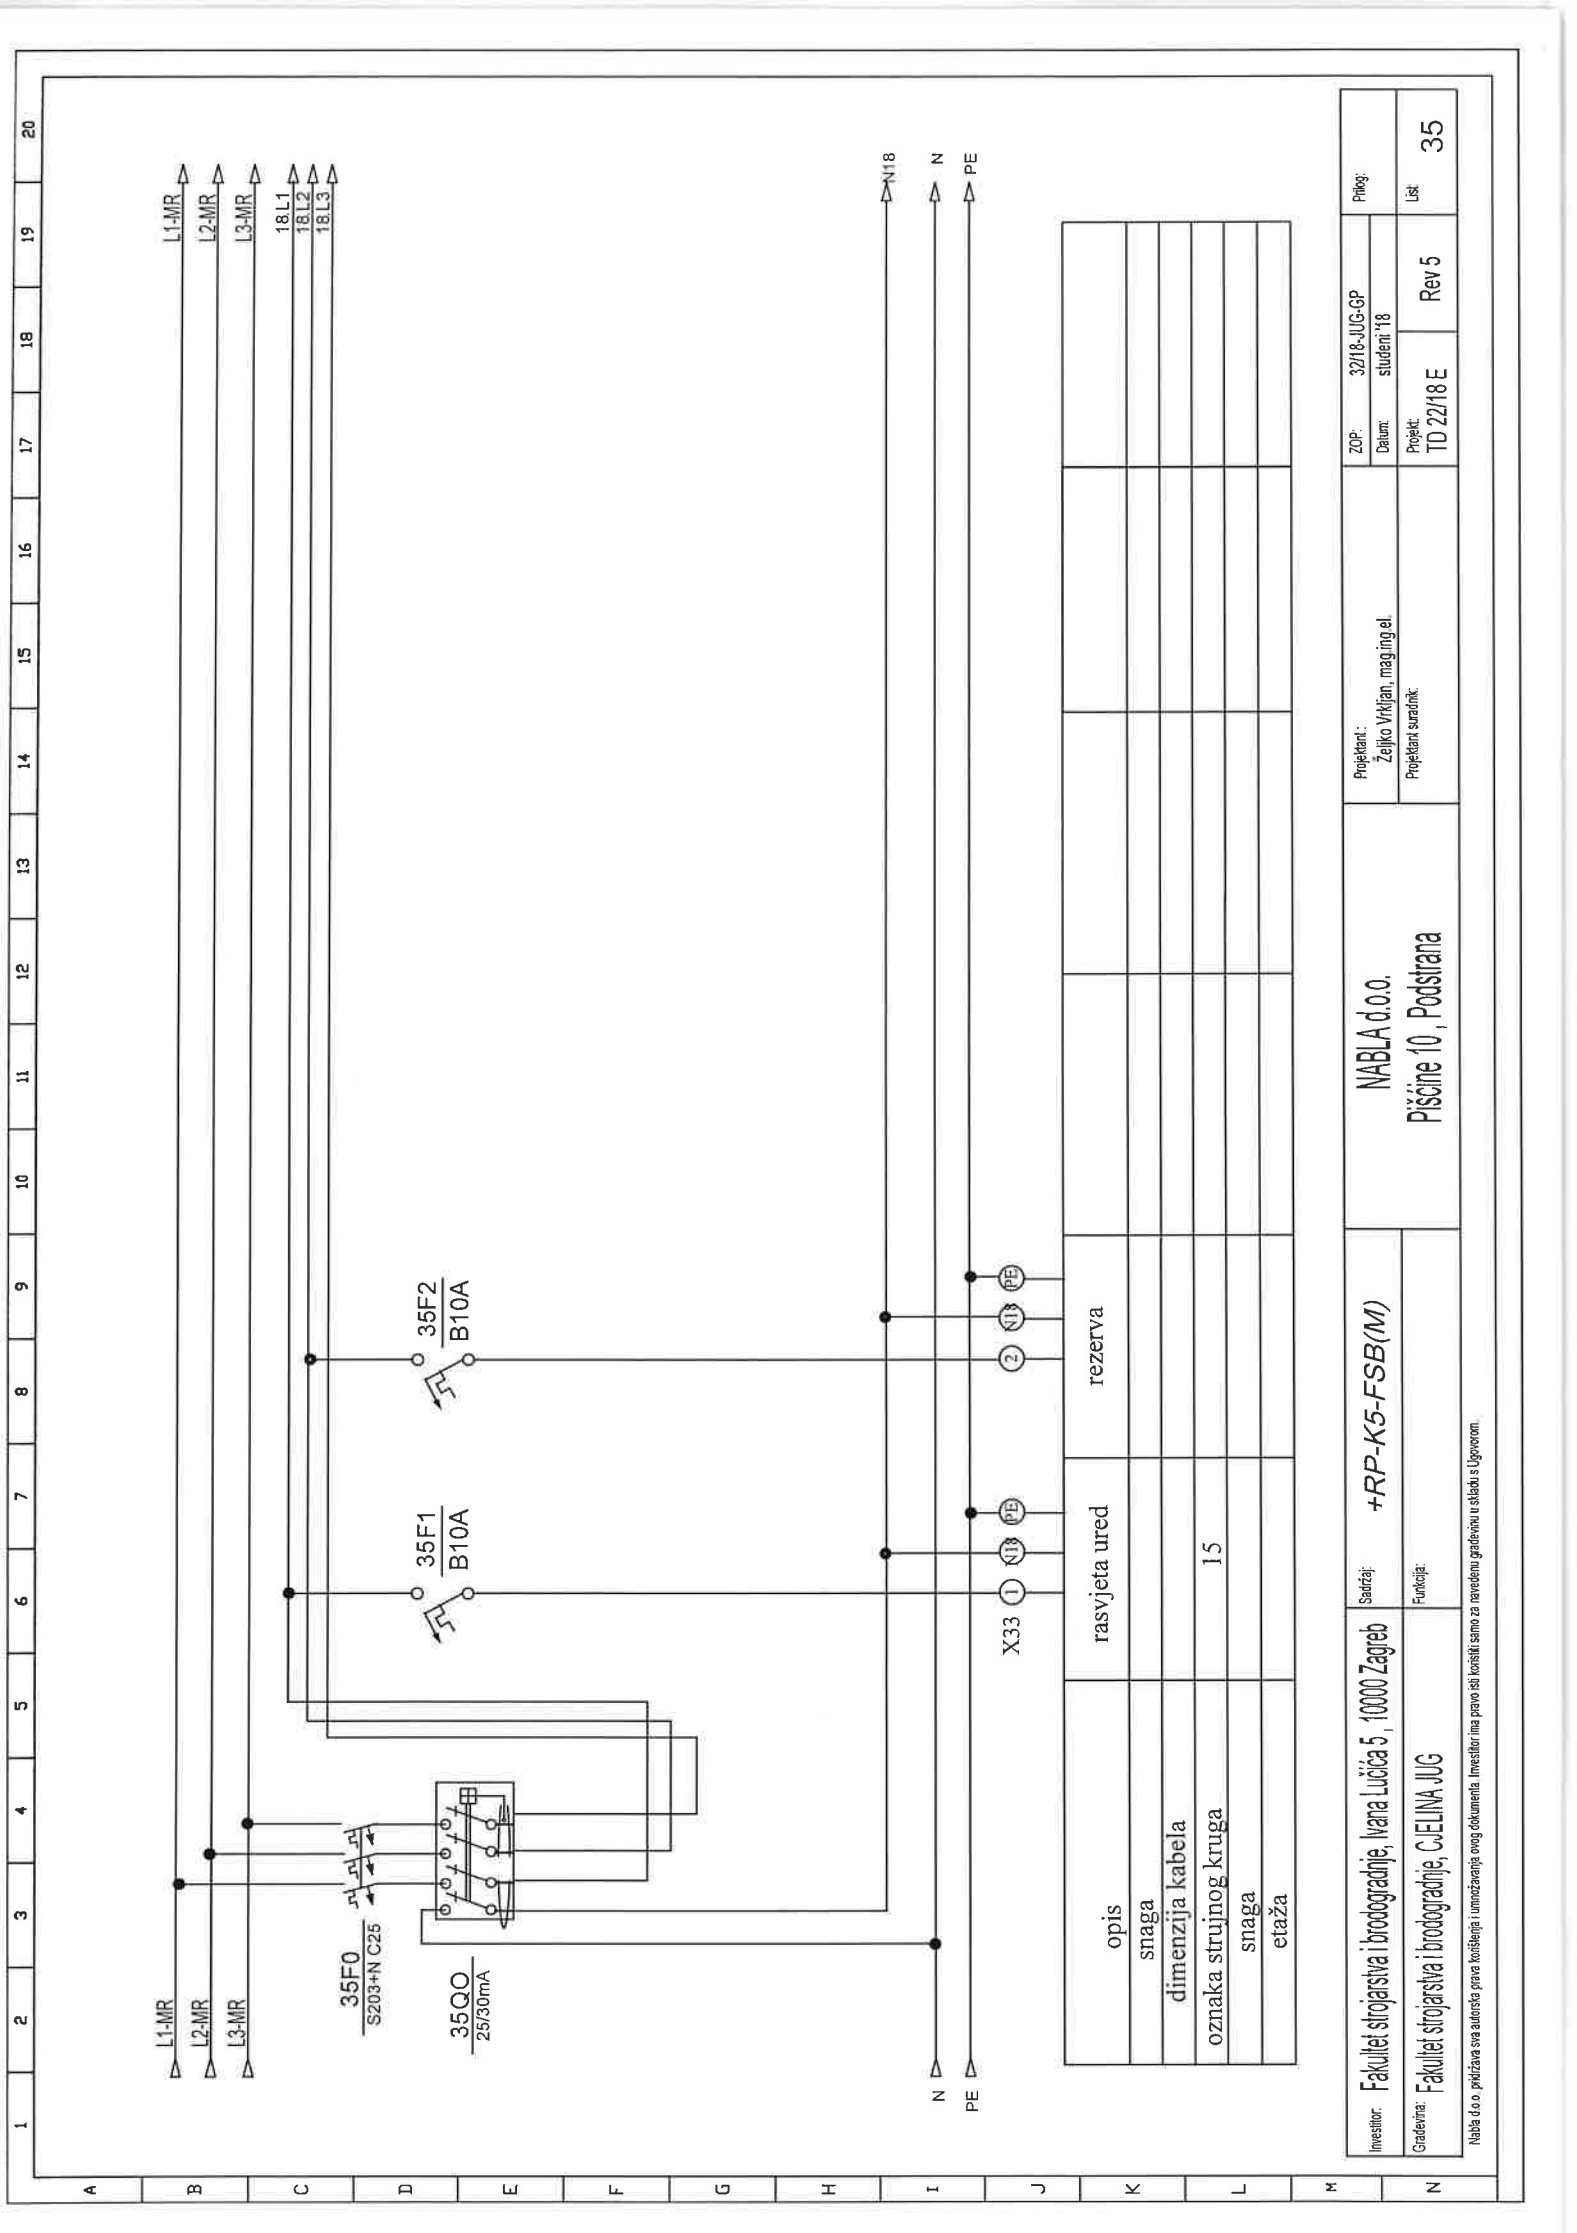 1 2 3 4 5 6 7 8 9 10 11 12 13 14 15 16 17 18 19 20
A
B
C
D
E
F
G
H
I
J
K
L
M
N
L1-MR
L2-MR
L3-MR
L1-MR
L2-MR
L3-MR
18.L1
18.L2
18.L3
35F0
S203+N C25
35QO
25/30mA
35F1
B10A
35F2
B10A
N18
N
PE
N
PE
X33
1 N18 PE
2 N18 PE
opis rasvjeta ured rezerva
snaga
dimenzija kabela
oznaka strujnog kruga 15
snaga
etaža
Investitor: Fakultet strojarstva i brodogradnje, Ivana Lučića 5 , 10000 Zagreb
Građevina: Fakultet strojarstva i brodogradnje, CJELINA JUG
Sadržaj: +RP-K5-FSB(M)
Funkcija:
NABLA d.o.o.
Piščine 10 , Podstrana
Projektant :
Željko Vrkljan, mag.ing.el.
Projektant suradnik:
ZOP: 32/18-JUG-GP
Datum: studeni '18
Projekt:
TD 22/18 E
Rev 5
Prilog:
List:
35
Nabla d.o.o. pridržava sva autorska prava korištenja i umnožavanja ovog dokumenta. Investitor ima pravo isti koristiti samo za navedenu građevinu u skladu s Ugovorom.